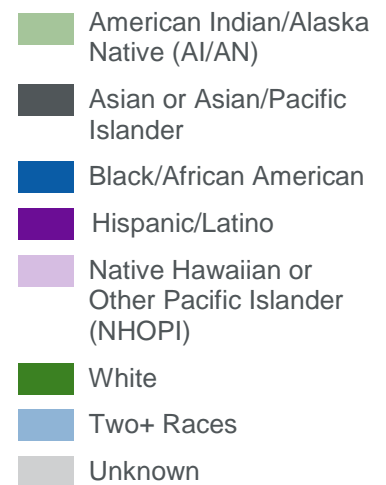 American Indian/Alaska
Native (AI/AN)
Asian or Asian/Pacific
Islander
Black/African American
Hispanic/Latino
Native Hawaiian or
Other Pacific Islander
(NHOPI)
White
Two+ Races
Unknown